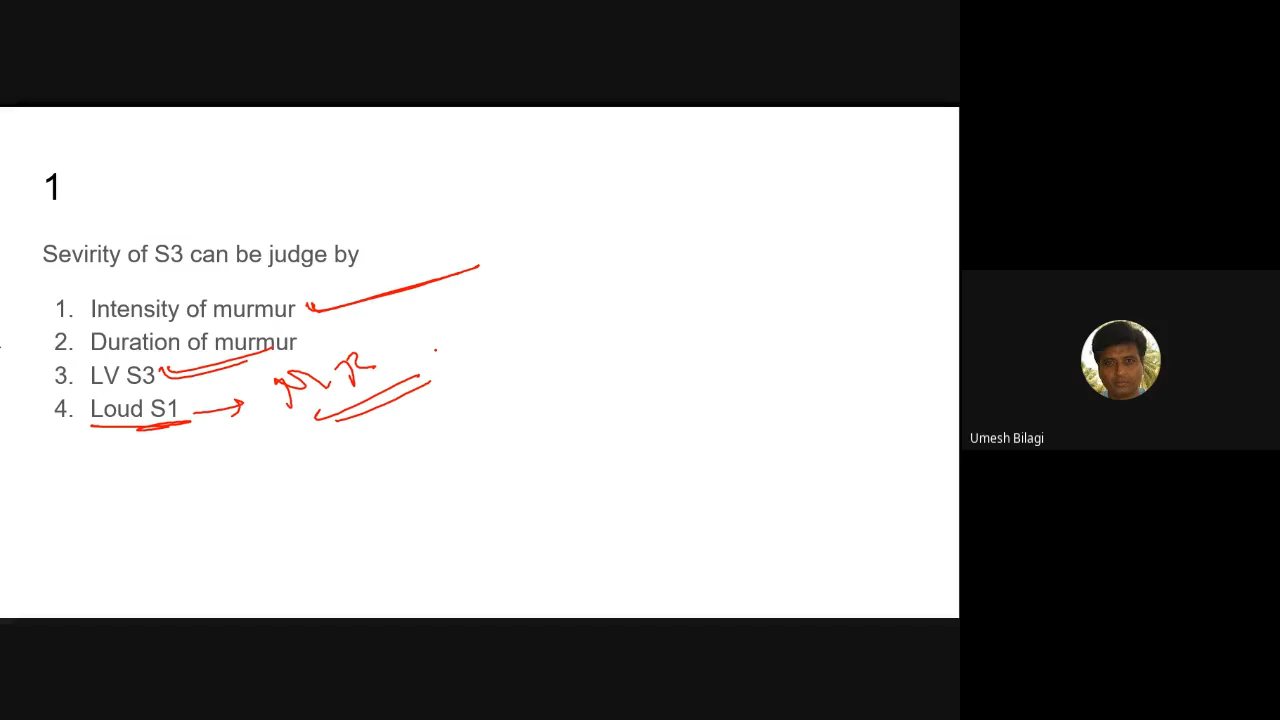 1
Sevirity of S3 can be judge by
1. Intensity of murmur
2. Duration of murmur
3. LV S3
4. Loud S1 → MR
Umesh Bilagi